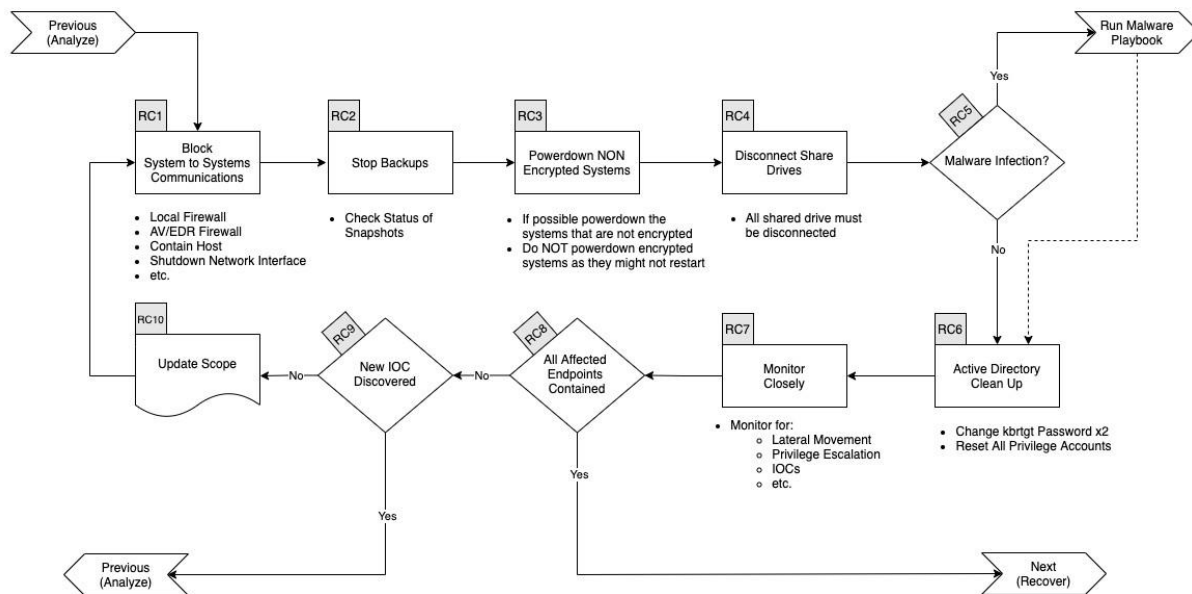 Previous
(Analyze)
Run Malware
Playbook
Yes
RC1
Block
System to Systems
Communications
RC2
Stop Backups
RC3
Powerdown NON
Encrypted Systems
RC4
Disconnect Share
Drives
RC5
Malware Infection?
• Local Firewall
• AV/EDR Firewall
• Contain Host
• Shutdown Network Interface
• etc.
• Check Status of
Snapshots
• If possible powerdown the
systems that are not encrypted
• Do NOT powerdown encrypted
systems as they might not restart
• All shared drive must
be disconnected
No
RC6
Active Directory
Clean Up
• Change kbrtgt Password x2
• Reset All Privilege Accounts
RC7
Monitor
Closely
• Monitor for:
○ Lateral Movement
○ Privilege Escalation
○ IOCs
○ etc.
RC8
All Affected
Endpoints
Contained
No
RC9
New IOC
Discovered
No
RC10
Update Scope
Yes
Yes
Previous
(Analyze)
Next
(Recover)